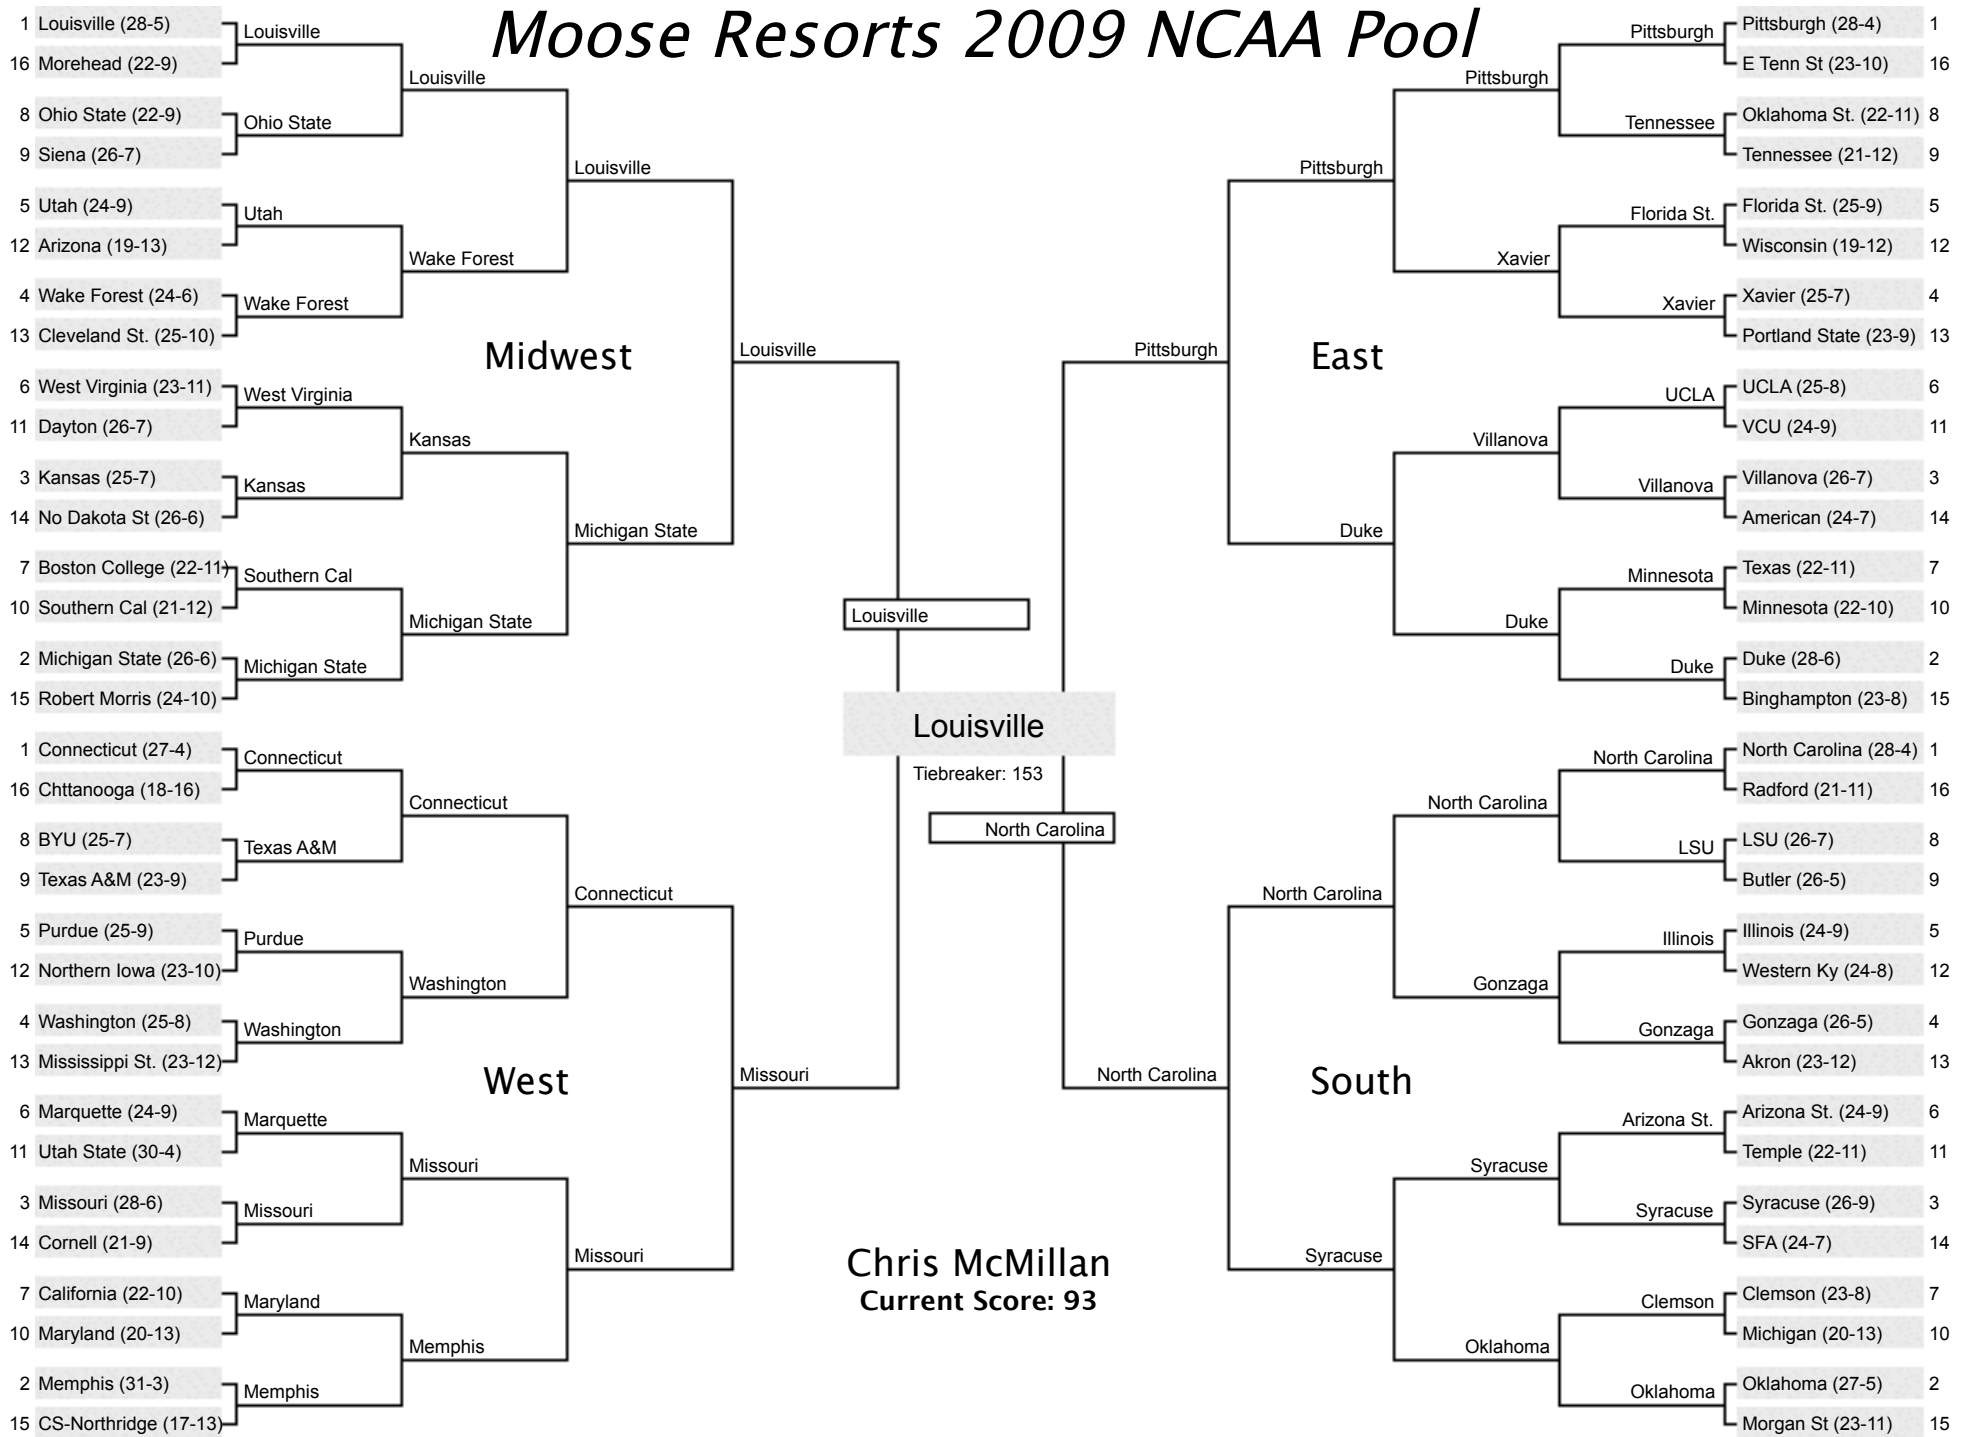 Moose Resorts 2009 NCAA Pool
1 Louisville (28-5)
Louisville
16 Morehead (22-9)
Louisville
8 Ohio State (22-9)
Ohio State
9 Siena (26-7)
Louisville
5 Utah (24-9)
Utah
12 Arizona (19-13)
Wake Forest
4 Wake Forest (24-6)
Wake Forest
13 Cleveland St. (25-10)
Midwest
Louisville
6 West Virginia (23-11)
West Virginia
11 Dayton (26-7)
Kansas
3 Kansas (25-7)
Kansas
14 No Dakota St (26-6)
Michigan State
7 Boston College (22-11)
Southern Cal
10 Southern Cal (21-12)
Michigan State
2 Michigan State (26-6)
Michigan State
15 Robert Morris (24-10)
1 Connecticut (27-4)
Connecticut
16 Chttanooga (18-16)
Connecticut
8 BYU (25-7)
Texas A&M
9 Texas A&M (23-9)
Connecticut
5 Purdue (25-9)
Purdue
12 Northern Iowa (23-10)
Washington
4 Washington (25-8)
Washington
13 Mississippi St. (23-12)
West
Missouri
6 Marquette (24-9)
Marquette
11 Utah State (30-4)
Missouri
3 Missouri (28-6)
Missouri
14 Cornell (21-9)
Missouri
7 California (22-10)
Maryland
10 Maryland (20-13)
Memphis
2 Memphis (31-3)
Memphis
15 CS-Northridge (17-13)
Louisville
Louisville
Tiebreaker: 153
North Carolina
Chris McMillan
Current Score: 93
Pittsburgh (28-4) 1
Pittsburgh
E Tenn St (23-10) 16
Pittsburgh
Oklahoma St. (22-11) 8
Tennessee
Tennessee (21-12) 9
Pittsburgh
Florida St. (25-9) 5
Florida St.
Wisconsin (19-12) 12
Xavier
Xavier (25-7) 4
Xavier
Portland State (23-9) 13
Pittsburgh
East
UCLA (25-8) 6
UCLA
VCU (24-9) 11
Villanova
Villanova (26-7) 3
Villanova
American (24-7) 14
Duke
Texas (22-11) 7
Minnesota
Minnesota (22-10) 10
Duke
Duke (28-6) 2
Duke
Binghampton (23-8) 15
North Carolina (28-4) 1
North Carolina
Radford (21-11) 16
North Carolina
LSU (26-7) 8
LSU
Butler (26-5) 9
North Carolina
Illinois (24-9) 5
Illinois
Western Ky (24-8) 12
Gonzaga
Gonzaga (26-5) 4
Gonzaga
Akron (23-12) 13
North Carolina
South
Arizona St. (24-9) 6
Arizona St.
Temple (22-11) 11
Syracuse
Syracuse (26-9) 3
Syracuse
SFA (24-7) 14
Syracuse
Clemson (23-8) 7
Clemson
Michigan (20-13) 10
Oklahoma
Oklahoma (27-5) 2
Oklahoma
Morgan St (23-11) 15